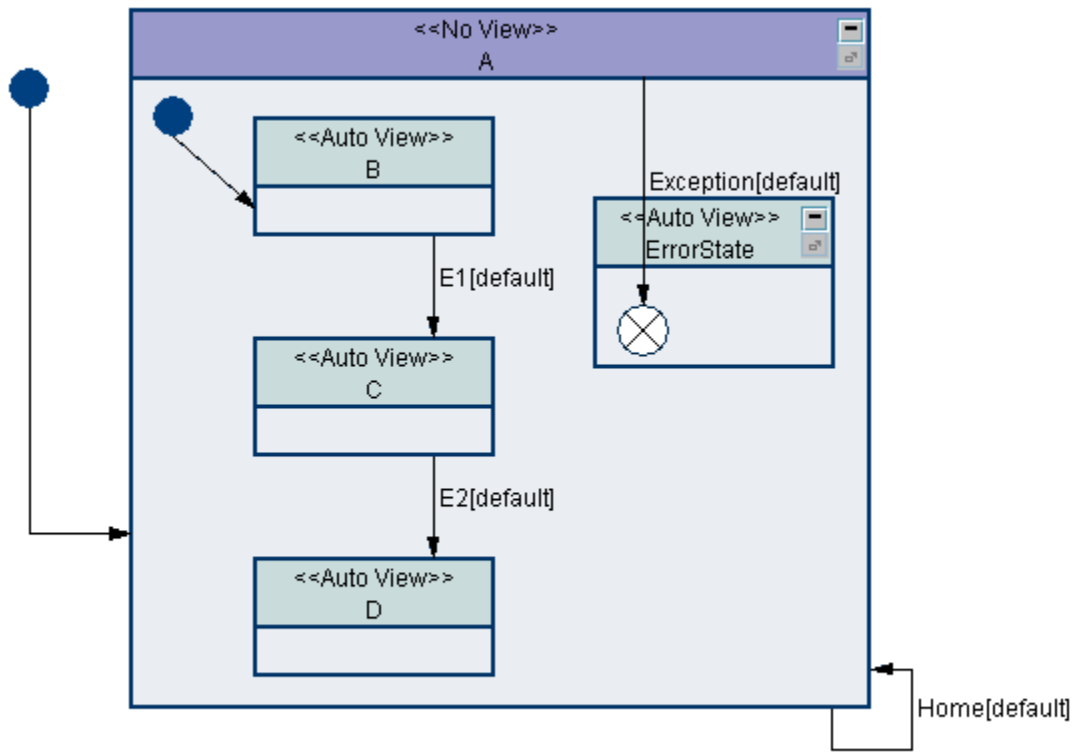 <<No View>>
A
<<Auto View>>
B
Exception[default]
<<Auto View>>
ErrorState
E1[default]
<<Auto View>>
C
E2[default]
<<Auto View>>
D
Home[default]